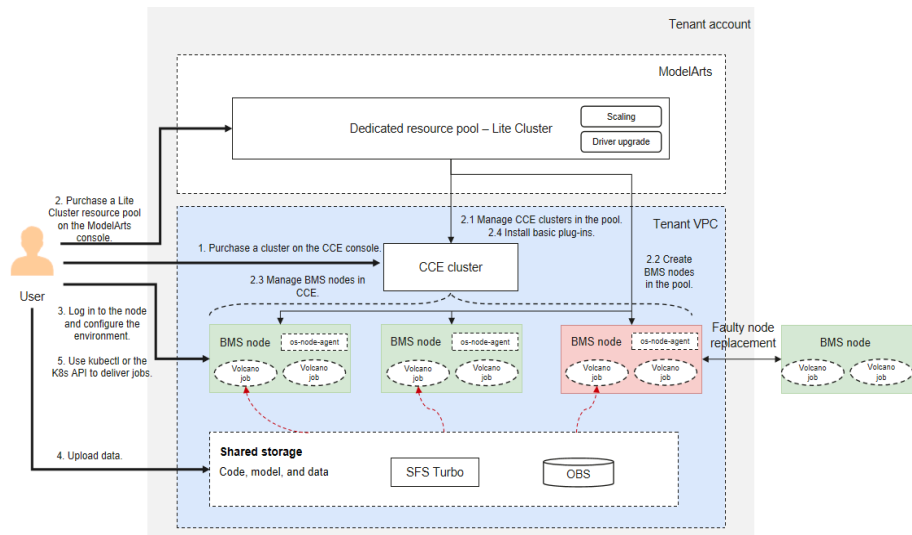 Tenant account
ModelArts
Dedicated resource pool – Lite Cluster
Scaling
Driver upgrade
2. Purchase a Lite
Cluster resource pool
on the ModelArts
console.
2.1 Manage CCE clusters in the pool.
2.4 Install basic plug-ins.
Tenant VPC
1. Purchase a cluster on the CCE console.
CCE cluster
2.2 Create
BMS nodes
in the pool.
2.3 Manage BMS nodes in
CCE.
User
3. Log in to the node
and configure the
environment.
5. Use kubectl or the
K8s API to deliver jobs.
BMS node
os-node-agent
Volcano
job
Volcano
job
BMS node
os-node-agent
Volcano
job
Volcano
job
BMS node
os-node-agent
Volcano
job
Volcano
job
Faulty node
replacement
BMS node
Volcano
job
Volcano
job
4. Upload data.
Shared storage
Code, model, and data
SFS Turbo
OBS